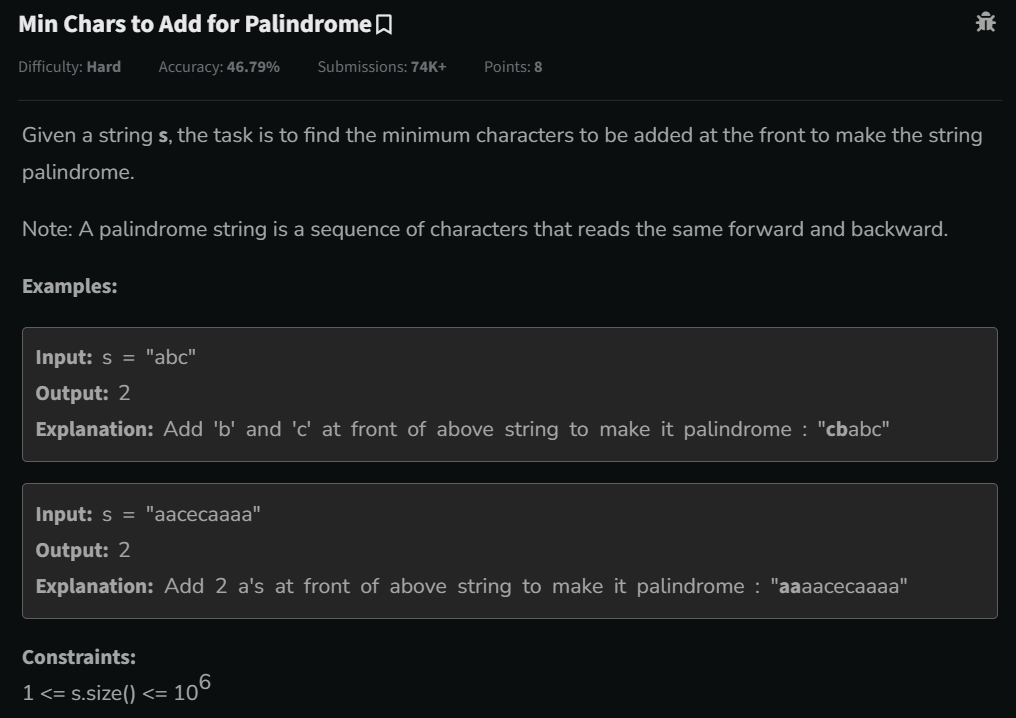 Min Chars to Add for Palindrome
Difficulty: Hard Accuracy: 46.79% Submissions: 74K+ Points: 8
Given a string s, the task is to find the minimum characters to be added at the front to make the string
palindrome.
Note: A palindrome string is a sequence of characters that reads the same forward and backward.
Examples:
Input: s = "abc"
Output: 2
Explanation: Add 'b' and 'c' at front of above string to make it palindrome : "cbabc"
Input: s = "aacecaaaa"
Output: 2
Explanation: Add 2 a's at front of above string to make it palindrome : "aaaacecaaaa"
Constraints:
1 <= s.size() <= 10⁶